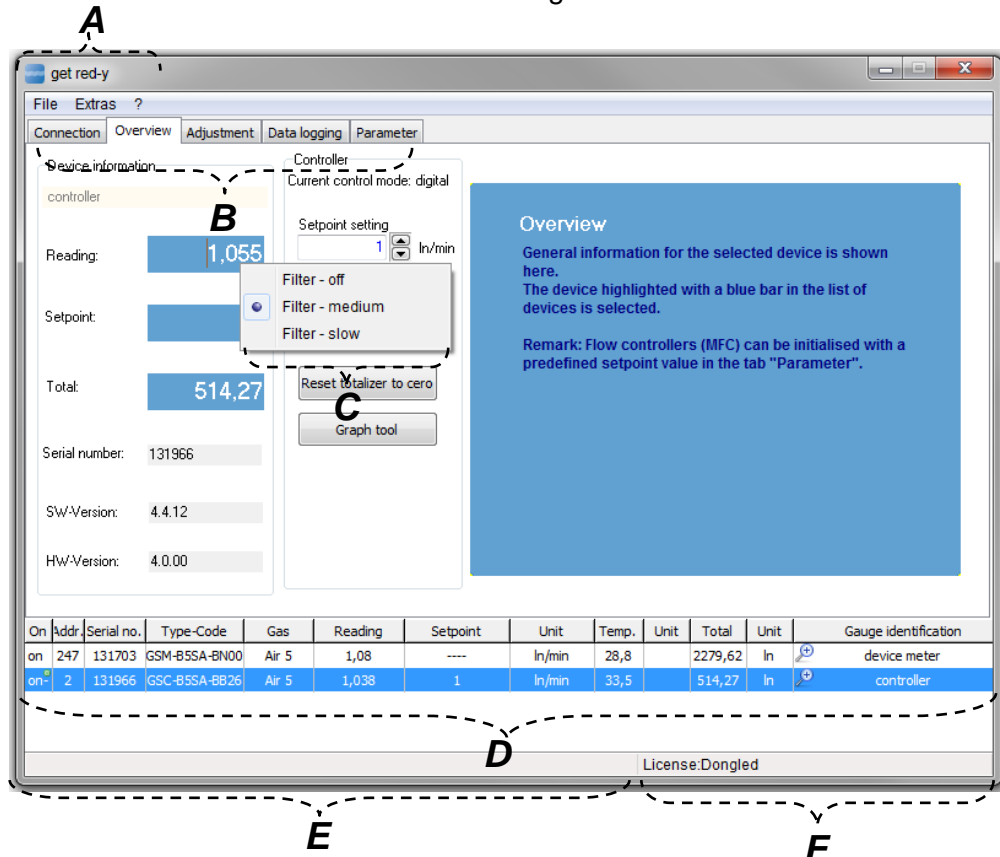 A
get red-y
File Extras ?
Connection Overview Adjustment Data logging Parameter
Device information
controller
Reading: 1,055
Setpoint:
Total: 514,27
Serial number: 131966
SW-Version: 4.4.12
HW-Version: 4.0.00
B
Controller
Current control mode: digital
Setpoint setting
1 ln/min
Filter - off
Filter - medium
Filter - slow
Reset totalizer to cero
C
Graph tool
Overview
General information for the selected device is shown
here.
The device highlighted with a blue bar in the list of
devices is selected.
Remark: Flow controllers (MFC) can be initialised with a
predefined setpoint value in the tab "Parameter".
On Addr. Serial no. Type-Code Gas Reading Setpoint Unit Temp. Unit Total Unit Gauge identification
on 247 131703 GSM-B5SA-BN00 Air 5 1,08 ---- ln/min 28,8 2279,62 ln device meter
on- 2 131966 GSC-B5SA-BB26 Air 5 1,038 1 ln/min 33,5 514,27 ln controller
D
License:Dongled
E
F